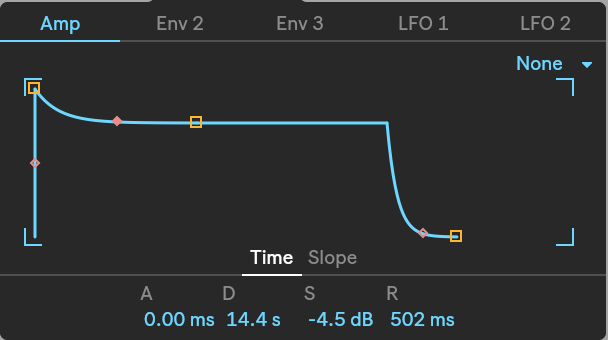 Amp Env 2 Env 3 LFO 1 LFO 2
None
Time Slope
A D S R
0.00 ms 14.4 s -4.5 dB 502 ms